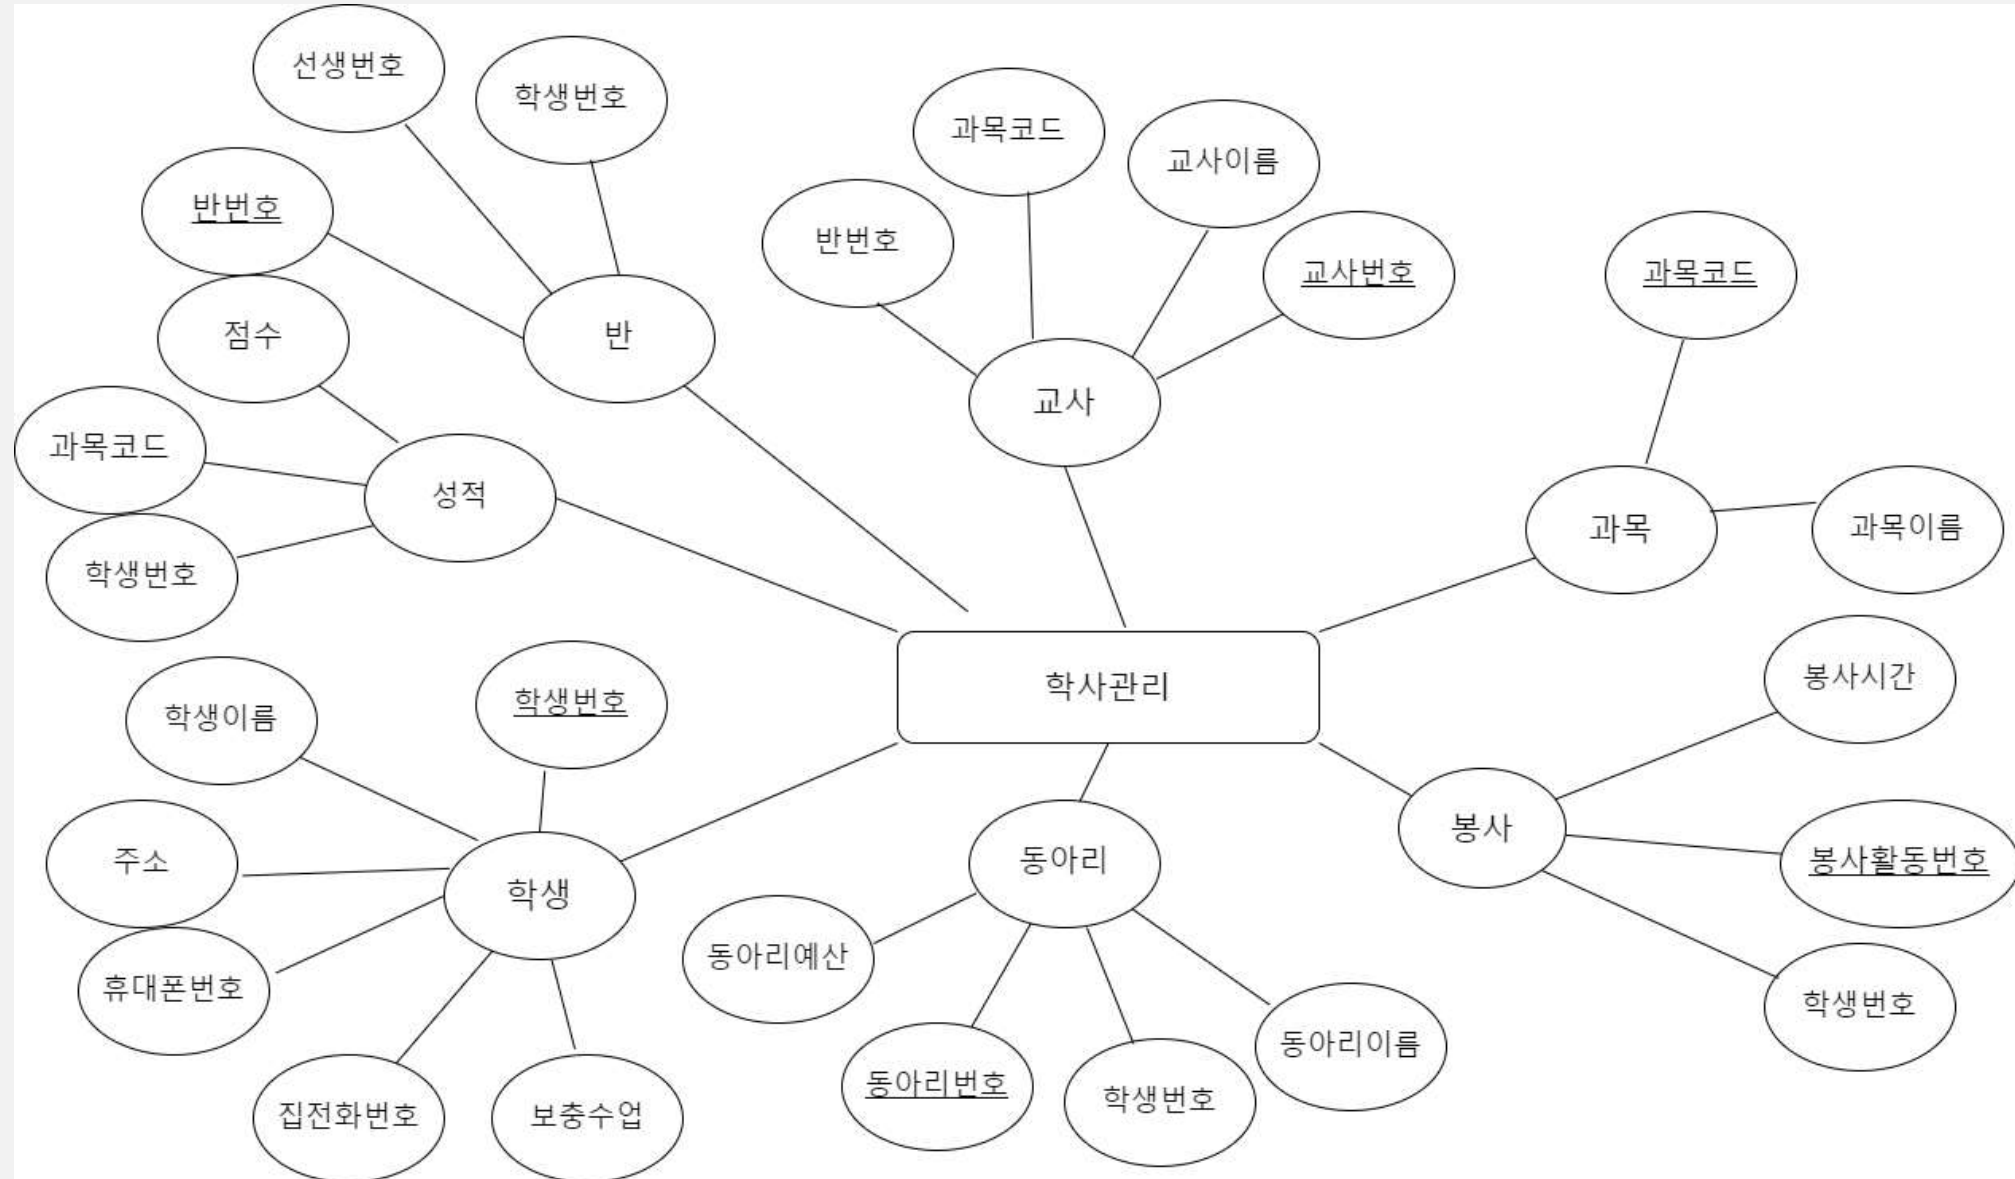 선생번호
학생번호
반번호
반
점수
과목코드
성적
학생번호
과목코드
교사이름
반번호
교사번호
교사
과목코드
과목
과목이름
학사관리
학생이름
학생번호
주소
학생
휴대폰번호
집전화번호
보충수업
동아리
동아리예산
동아리번호
학생번호
동아리이름
봉사시간
봉사
봉사활동번호
학생번호